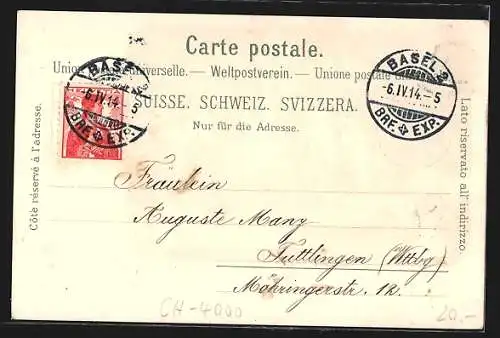 Carte postale.
Union postale universelle. — Weltpostverein. — Unione postale
SUISSE. SCHWEIZ. SVIZZERA.
Nur für die Adresse.
Côté réservé à l'adresse.
Lato riservato all' indirizzo.
BASEL 2
-6.IV.14.-5
BRF. EXP.
BASEL 2
-6.IV.14.-5
BRF. EXP.
Fräulein
Auguste Manz
Tuttlingen (Wttbg)
Möhringerstr. 12.
CH-4000
20.-